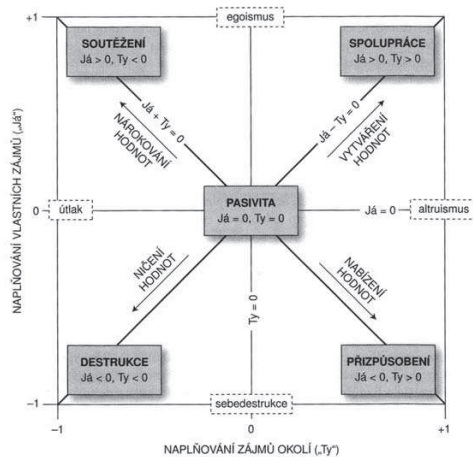 +1
egoismus
SOUTĚŽENÍ
Já > 0, Ty < 0
SPOLUPRÁCE
Já > 0, Ty > 0
Já + Ty = 0
NÁROKOVÁNÍ
HODNOT
Já – Ty = 0
VYTVÁŘENÍ
HODNOT
NAPLŇOVÁNÍ VLASTNÍCH ZÁJMŮ („Já“)
0
útlak
PASIVITA
Já = 0, Ty = 0
Já = 0
altruismus
NIČENÍ
HODNOT
Ty = 0
NABÍZENÍ
HODNOT
DESTRUKCE
Já < 0, Ty < 0
PŘIZPŮSOBENÍ
Já < 0, Ty > 0
–1
sebedestrukce
–1
0
+1
NAPLŇOVÁNÍ ZÁJMŮ OKOLÍ („Ty“)